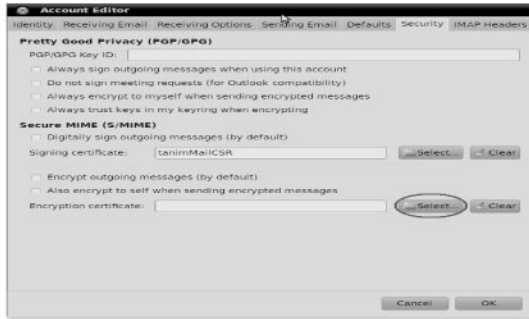 Account Editor
Identity Receiving Email Receiving Options Sending Email Defaults Security IMAP Headers
Pretty Good Privacy (PGP/GPG)
PGP/GPG Key ID:
Always sign outgoing messages when using this account
Do not sign meeting requests (for Outlook compatibility)
Always encrypt to myself when sending encrypted messages
Always trust keys in my keyring when encrypting
Secure MIME (S/MIME)
Digitally sign outgoing messages (by default)
Signing certificate: tanimMailCSR Select... Clear
Encrypt outgoing messages (by default)
Also encrypt to self when sending encrypted messages
Encryption certificate: Select... Clear
Cancel OK